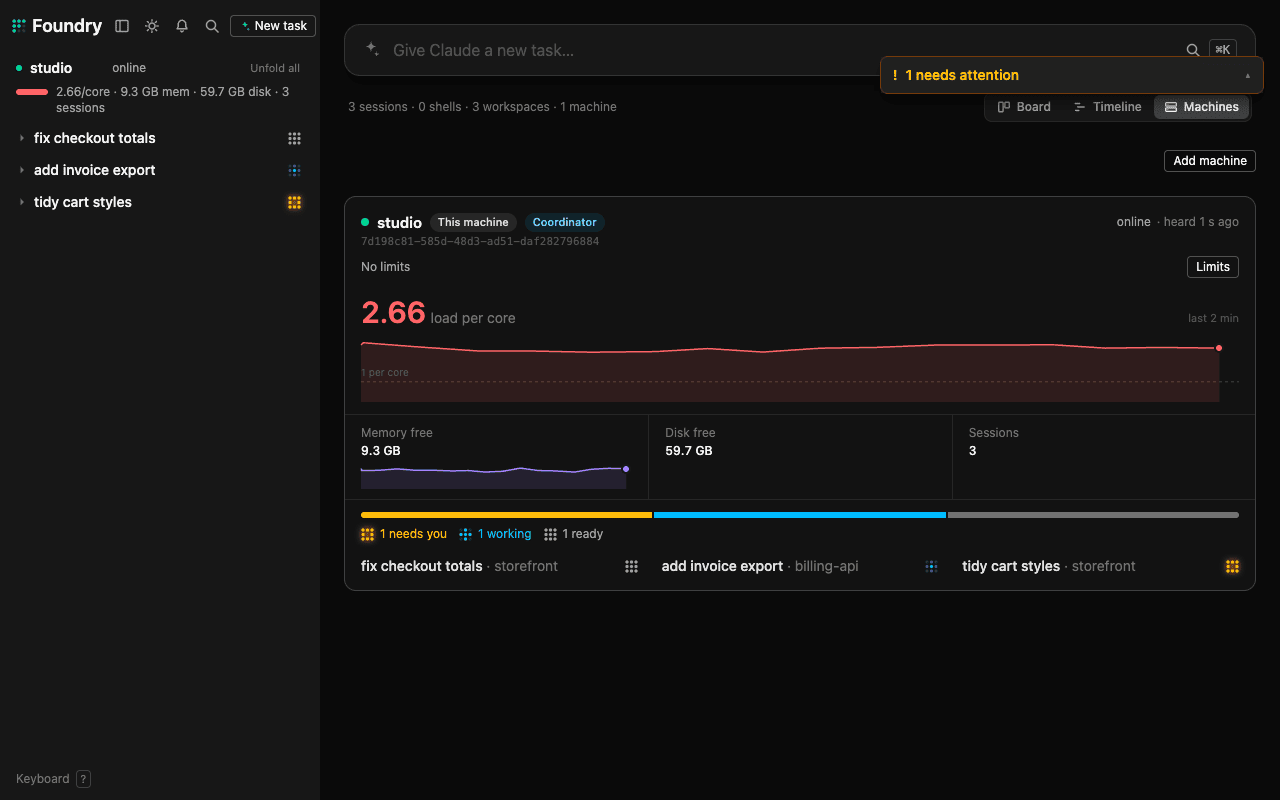 Foundry
New task
studio online Unfold all
2.66/core · 9.3 GB mem · 59.7 GB disk · 3
sessions
fix checkout totals
add invoice export
tidy cart styles
Keyboard ?
Give Claude a new task... ⌘K
! 1 needs attention
3 sessions · 0 shells · 3 workspaces · 1 machine
Board Timeline Machines
Add machine
studio This machine Coordinator online · heard 1 s ago
7d198c81-585d-48d3-ad51-daf282796884
No limits Limits
2.66 load per core last 2 min
1 per core
Memory free
9.3 GB
Disk free
59.7 GB
Sessions
3
1 needs you 1 working 1 ready
fix checkout totals · storefront
add invoice export · billing-api
tidy cart styles · storefront